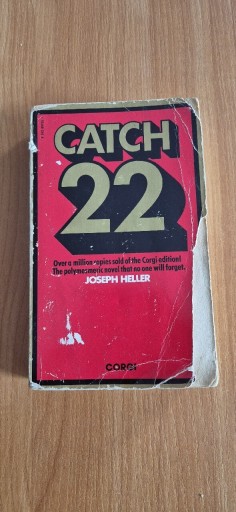 CATCH
22
Over a million copies sold of the Corgi edition!
The polymesmeric novel that no one will forget.
JOSEPH HELLER
CORGI